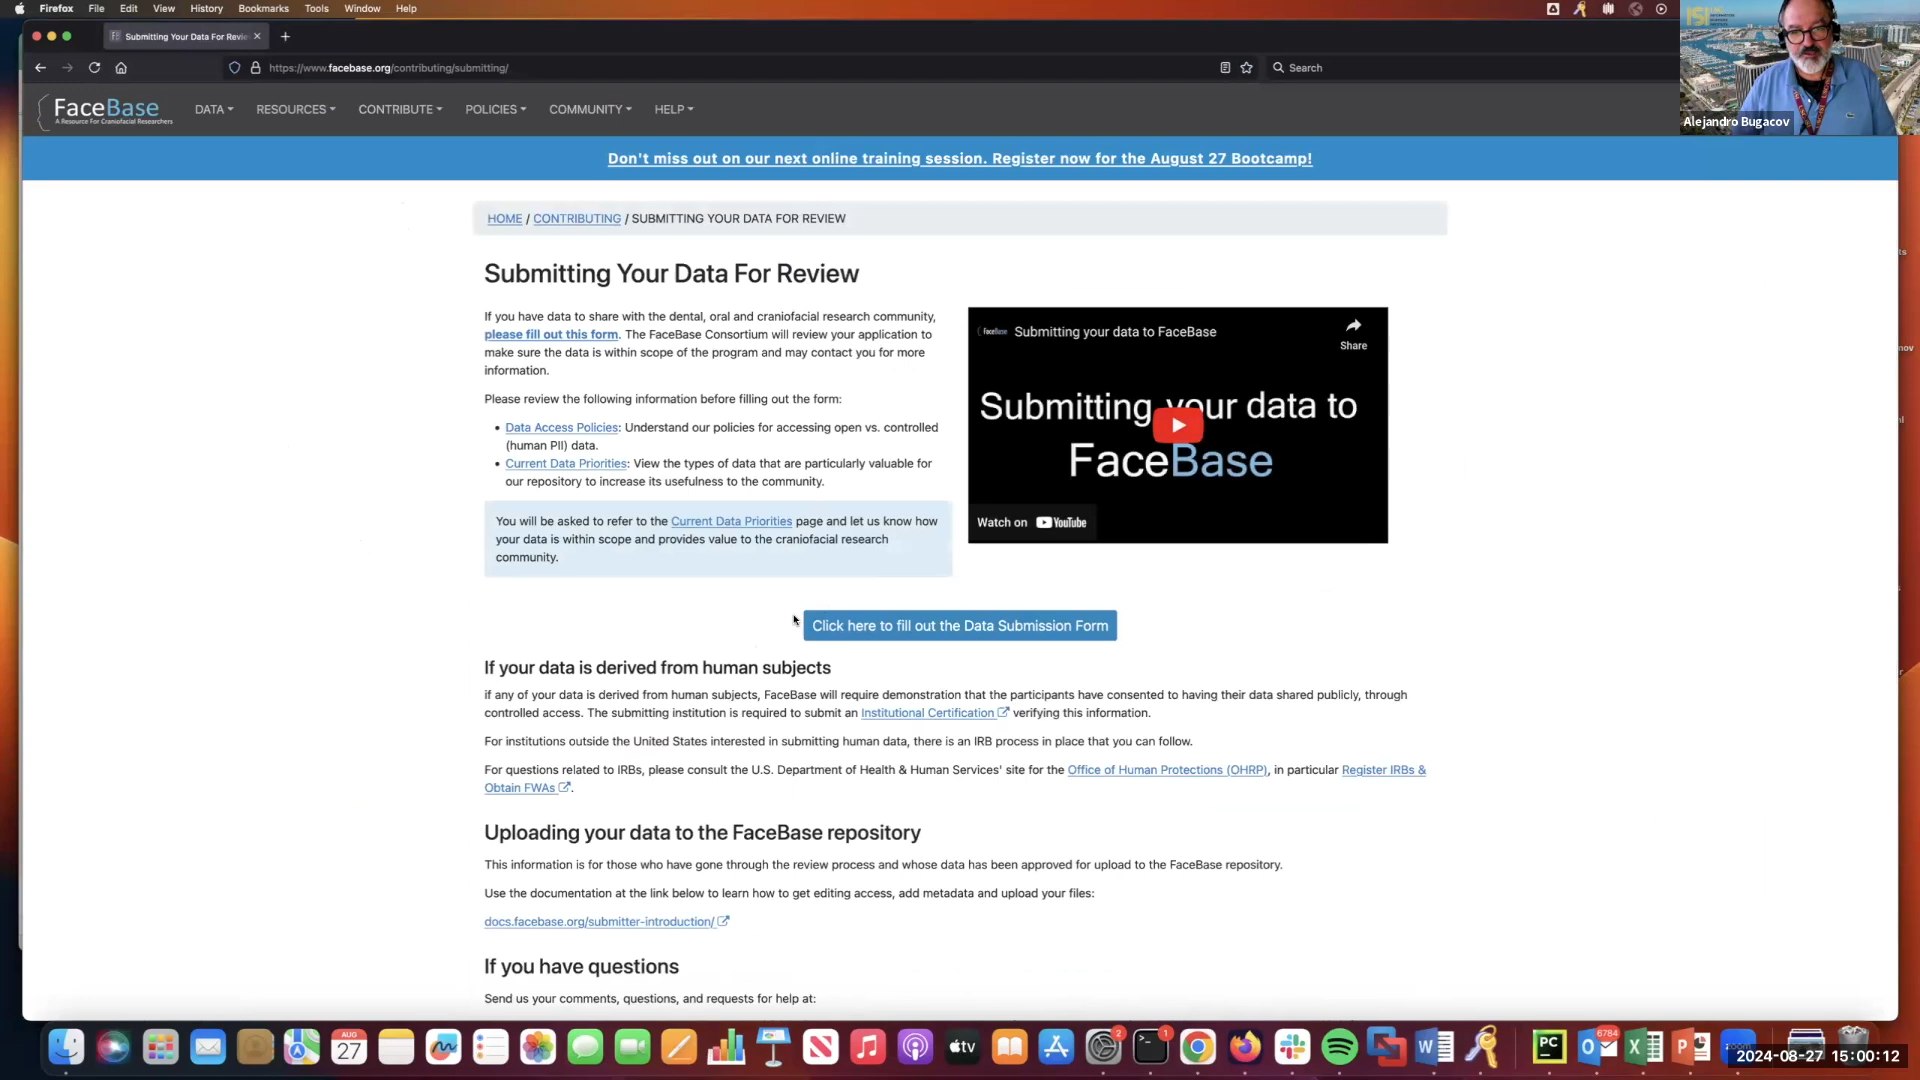 Firefox File Edit View History Bookmarks Tools Window Help
Submitting Your Data For Revie
https://www.facebase.org/contributing/submitting/
Search
FaceBase
A Resource For Craniofacial Researchers
DATA RESOURCES CONTRIBUTE POLICIES COMMUNITY HELP
Alejandro Bugacov
Don't miss out on our next online training session. Register now for the August 27 Bootcamp!
HOME / CONTRIBUTING / SUBMITTING YOUR DATA FOR REVIEW
Submitting Your Data For Review
If you have data to share with the dental, oral and craniofacial research community,
please fill out this form. The FaceBase Consortium will review your application to
make sure the data is within scope of the program and may contact you for more
information.
Please review the following information before filling out the form:
• Data Access Policies: Understand our policies for accessing open vs. controlled
(human PII) data.
• Current Data Priorities: View the types of data that are particularly valuable for
our repository to increase its usefulness to the community.
You will be asked to refer to the Current Data Priorities page and let us know how
your data is within scope and provides value to the craniofacial research
community.
FaceBase Submitting your data to FaceBase
Share
Submitting your data to
FaceBase
Watch on YouTube
Click here to fill out the Data Submission Form
If your data is derived from human subjects
if any of your data is derived from human subjects, FaceBase will require demonstration that the participants have consented to having their data shared publicly, through
controlled access. The submitting institution is required to submit an Institutional Certification verifying this information.
For institutions outside the United States interested in submitting human data, there is an IRB process in place that you can follow.
For questions related to IRBs, please consult the U.S. Department of Health & Human Services' site for the Office of Human Protections (OHRP), in particular Register IRBs &
Obtain FWAs.
Uploading your data to the FaceBase repository
This information is for those who have gone through the review process and whose data has been approved for upload to the FaceBase repository.
Use the documentation at the link below to learn how to get editing access, add metadata and upload your files:
docs.facebase.org/submitter-introduction/
If you have questions
Send us your comments, questions, and requests for help at:
AUG
27
tv
2
1
PC
6784
zoom
2024-08-27 15:00:12